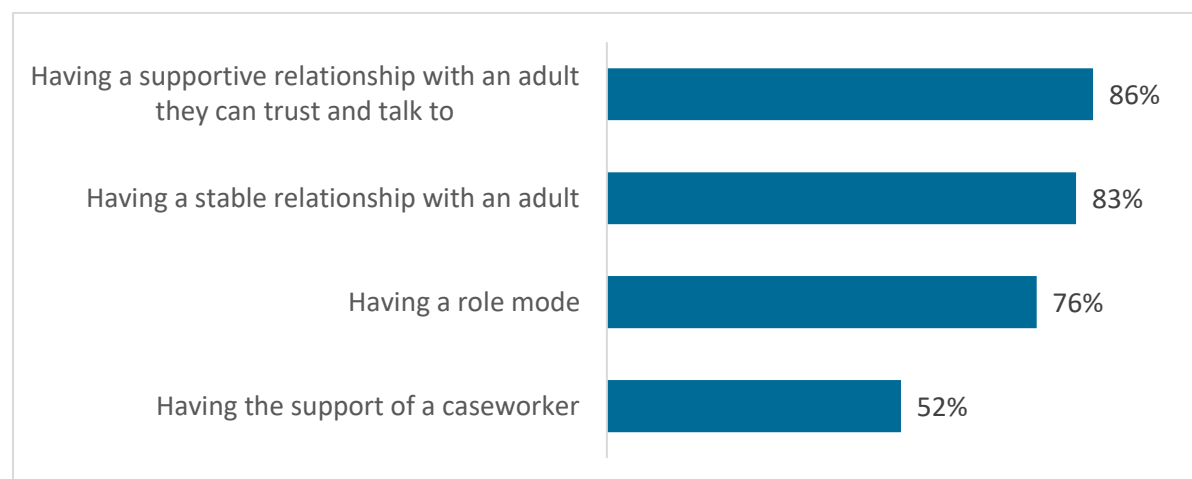 Having a supportive relationship with an adult
they can trust and talk to
86%
Having a stable relationship with an adult
83%
Having a role mode
76%
Having the support of a caseworker
52%